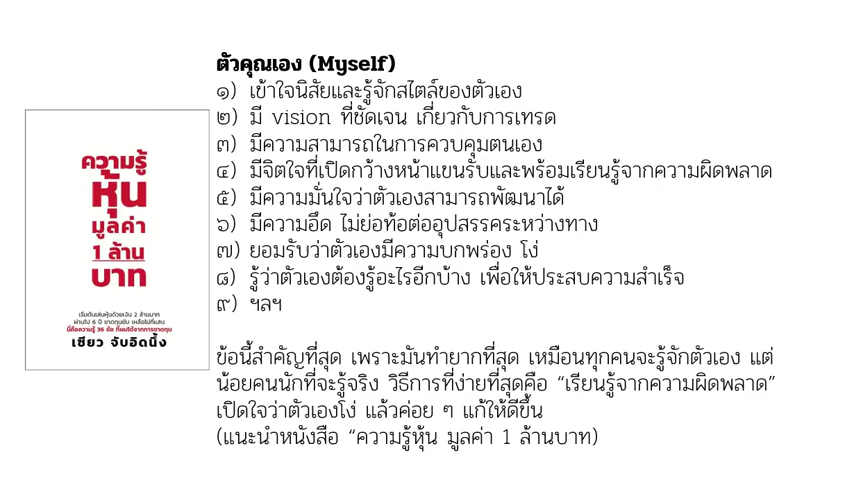 ตัวคุณเอง (Myself)
๑) เข้าใจนิสัยและรู้จักสไตล์ของตัวเอง
๒) มี vision ที่ชัดเจน เกี่ยวกับการเทรด
๓) มีความสามารถในการควบคุมตนเอง
๔) มีจิตใจที่เปิดกว้างหน้าแขนรับและพร้อมเรียนรู้จากความผิดพลาด
๕) มีความมั่นใจว่าตัวเองสามารถพัฒนาได้
๖) มีความอึด ไม่ย่อท้อต่ออุปสรรคระหว่างทาง
๗) ยอมรับว่าตัวเองมีความบกพร่อง โง่
๘) รู้ว่าตัวเองต้องรู้อะไรอีกบ้าง เพื่อให้ประสบความสำเร็จ
๙) ฯลฯ
ข้อนี้สำคัญที่สุด เพราะมันทำยากที่สุด เหมือนทุกคนจะรู้จักตัวเอง แต่
น้อยคนนักที่จะรู้จริง วิธีการที่ง่ายที่สุดคือ “เรียนรู้จากความผิดพลาด”
เปิดใจว่าตัวเองโง่ แล้วค่อย ๆ แก้ให้ดีขึ้น
(แนะนำหนังสือ “ความรู้หุ้น มูลค่า 1 ล้านบาท)
ความรู้
หุ้น
มูลค่า
1 ล้าน
บาท
เริ่มต้นเล่นหุ้นด้วยเงิน 2 ล้านบาท
ผ่านไป 6 ปี ขาดทุนยับ เหลือไม่กี่แสน
นี่คือความรู้ 36 ข้อ ที่ผมได้จากการขาดทุน
เซียว จับอิดนึ้ง